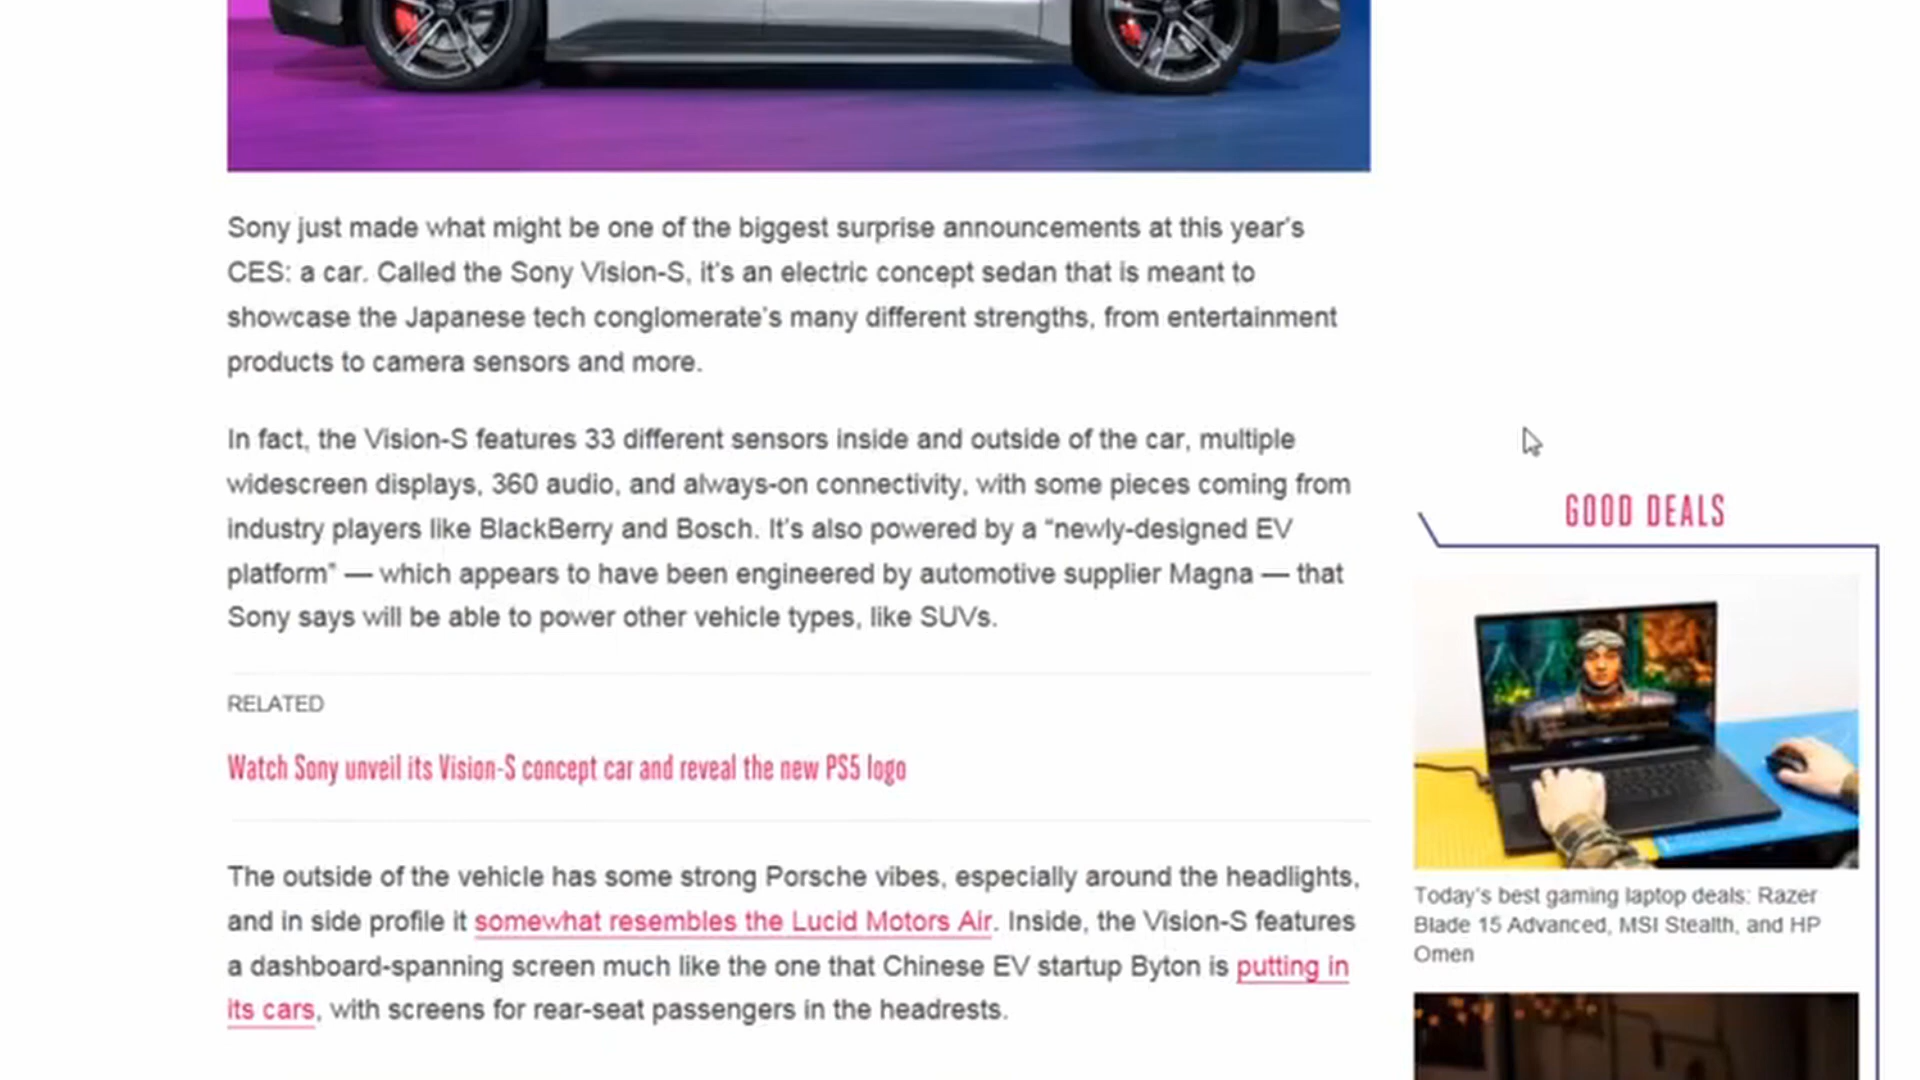 Sony just made what might be one of the biggest surprise announcements at this year's
CES: a car. Called the Sony Vision-S, it's an electric concept sedan that is meant to
showcase the Japanese tech conglomerate's many different strengths, from entertainment
products to camera sensors and more.
In fact, the Vision-S features 33 different sensors inside and outside of the car, multiple
widescreen displays, 360 audio, and always-on connectivity, with some pieces coming from
industry players like BlackBerry and Bosch. It's also powered by a “newly-designed EV
platform” — which appears to have been engineered by automotive supplier Magna — that
Sony says will be able to power other vehicle types, like SUVs.
RELATED
Watch Sony unveil its Vision-S concept car and reveal the new PS5 logo
The outside of the vehicle has some strong Porsche vibes, especially around the headlights,
and in side profile it somewhat resembles the Lucid Motors Air. Inside, the Vision-S features
a dashboard-spanning screen much like the one that Chinese EV startup Byton is putting in
its cars, with screens for rear-seat passengers in the headrests.
GOOD DEALS
Today's best gaming laptop deals: Razer
Blade 15 Advanced, MSI Stealth, and HP
Omen